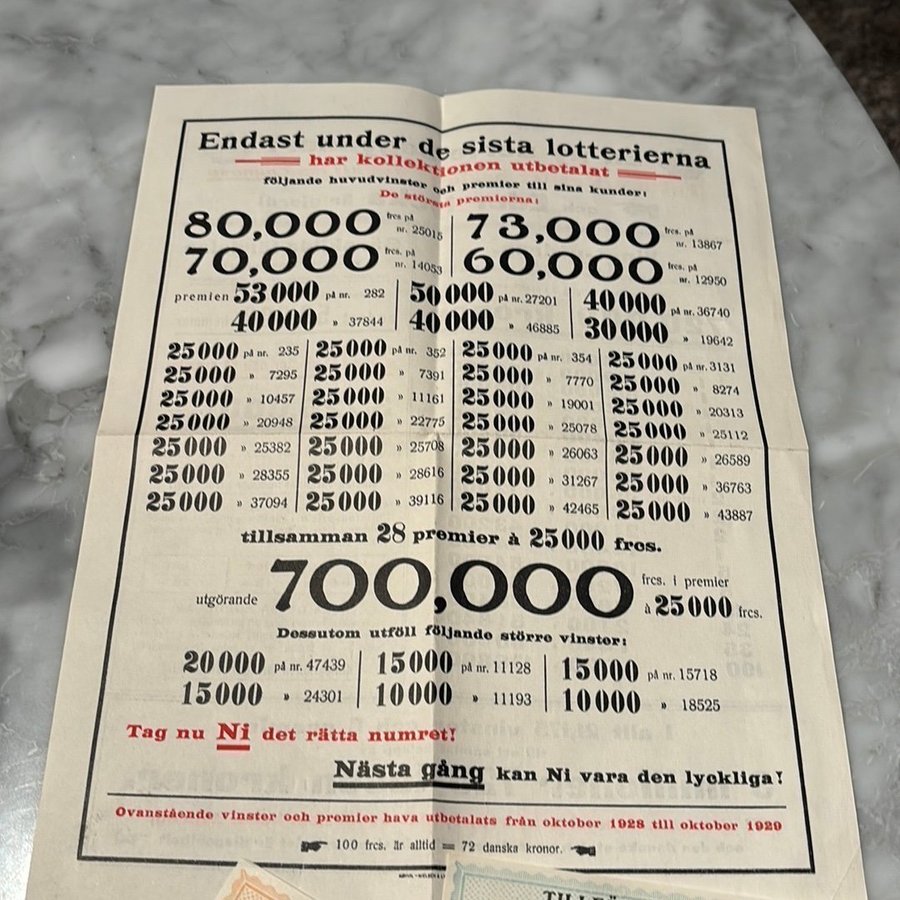 Endast under de sista lotterierna
har kollektionen utbetalat
följande huvudvinster och premier till sina kunder:
De största premierna:
80,000 frcs på nr. 25015 73,000 frcs. på nr. 13867
70,000 frcs. på nr. 14053 60,000 frcs. på nr. 12950
premien 53000 på nr. 282 50000 på nr. 27201 40000 på nr. 36740
40000 » 37844 40000 » 46885 30000 » 19642
25000 på nr. 235 25000 på nr. 352 25000 på nr. 354 25000 på nr. 3131
25000 » 7295 25000 » 7391 25000 » 7770 25000 » 8274
25000 » 10457 25000 » 11161 25000 » 19001 25000 » 20313
25000 » 20948 25000 » 22775 25000 » 25078 25000 » 25112
25000 » 25382 25000 » 25708 25000 » 26063 25000 » 26589
25000 » 28355 25000 » 28616 25000 » 31267 25000 » 36763
25000 » 37094 25000 » 39116 25000 » 42465 25000 » 43887
tillsamman 28 premier à 25000 frcs.
utgörande 700,000 frcs. i premier à 25000 frcs.
Dessutom utföll följande större vinster:
20000 på nr. 47439 15000 på nr. 11128 15000 på nr. 15718
15000 » 24301 10000 » 11193 10000 » 18525
Tag nu Ni det rätta numret!
Nästa gång kan Ni vara den lyckliga!
Ovanstående vinster och premier hava utbetalats från oktober 1928 till oktober 1929
100 frcs. är alltid = 72 danska kronor.